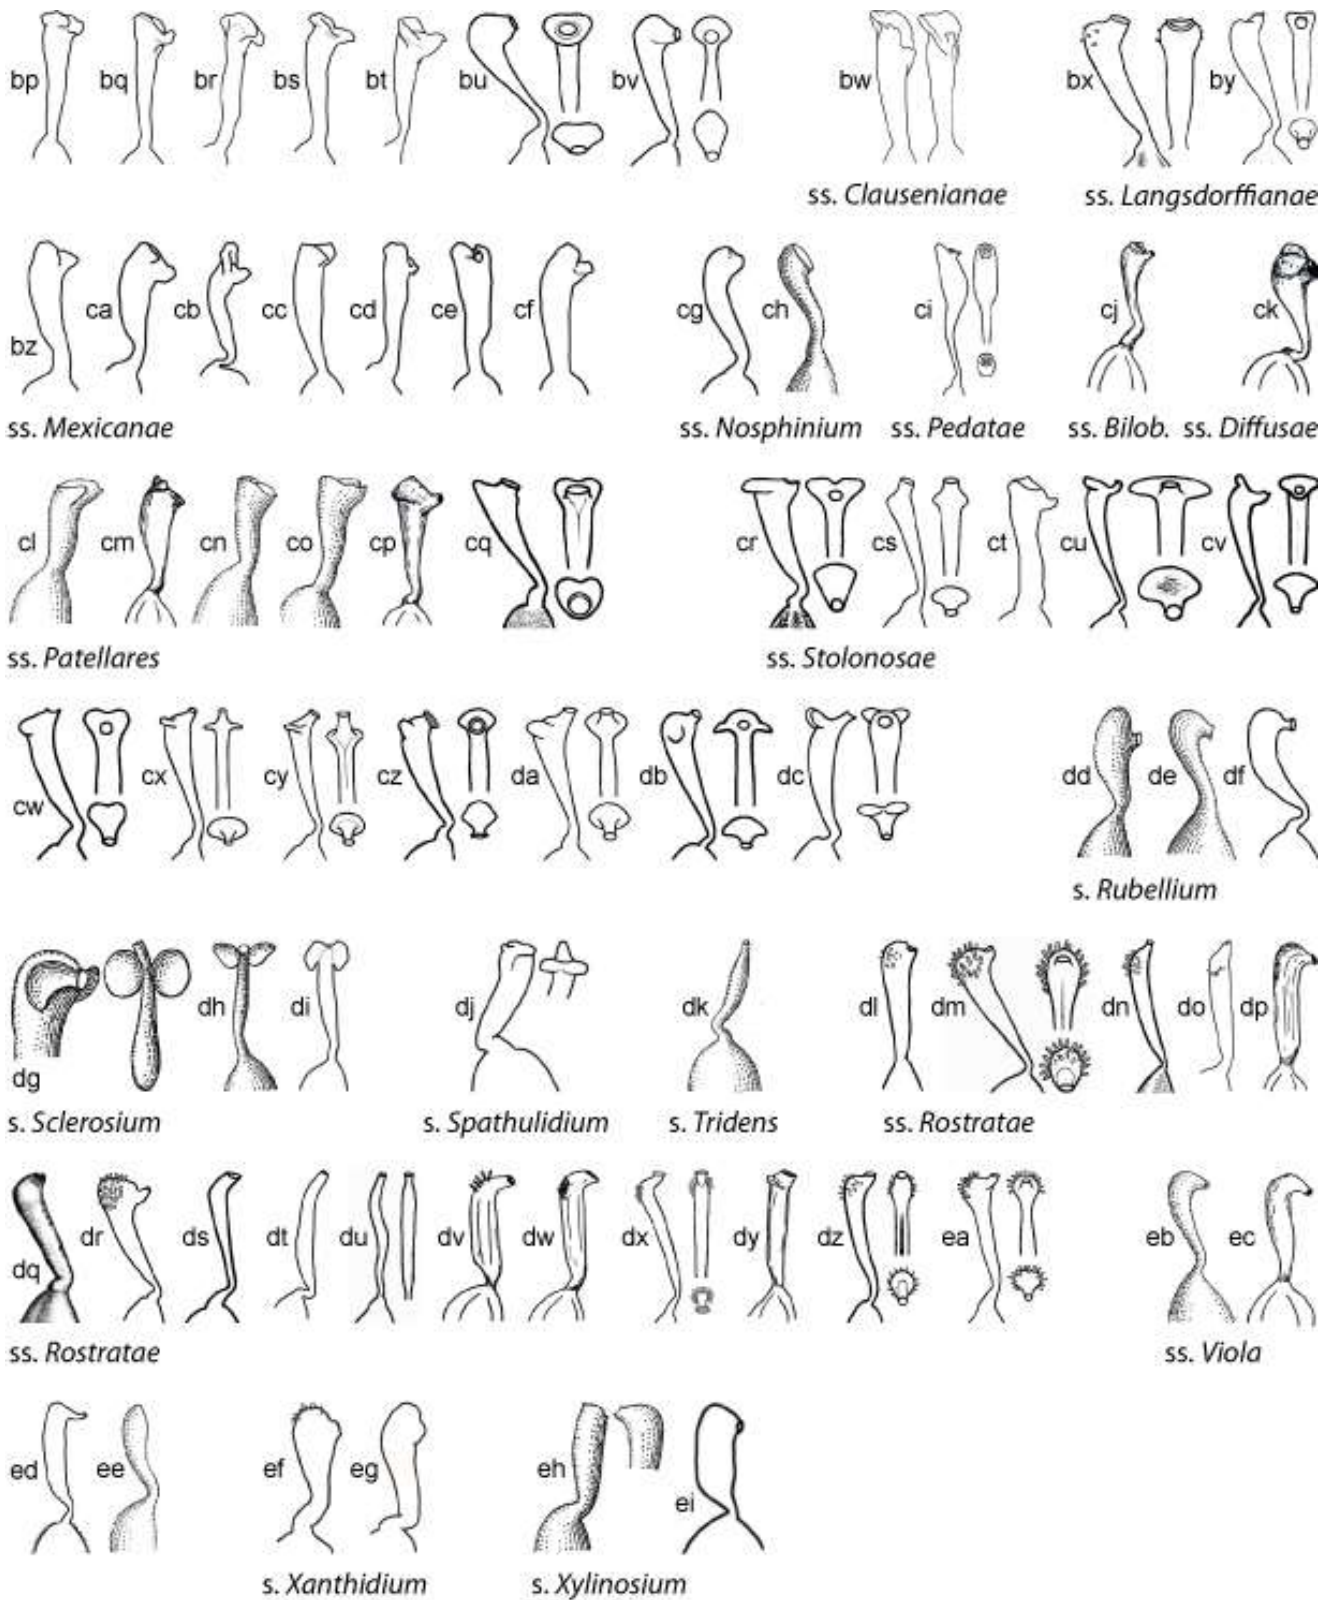 bp bq br bs bt bu bv bw bx by
ss. Clausenianae ss. Langsdorffianae
bz ca cb cc cd ce cf cg ch ci cj ck
ss. Mexicanae ss. Nosphinium ss. Pedatae ss. Bilob. ss. Diffusae
cl cm cn co cp cq cr cs ct cu cv
ss. Patellares ss. Stolonosae
cw cx cy cz da db dc dd de df
s. Rubellium
dg dh di dj dk dl dm dn do dp
s. Sclerosium s. Spathulidium s. Tridens ss. Rostratae
dq dr ds dt du dv dw dx dy dz ea eb ec
ss. Rostratae ss. Viola
ed ee ef eg eh ei
s. Xanthidium s. Xylinosium